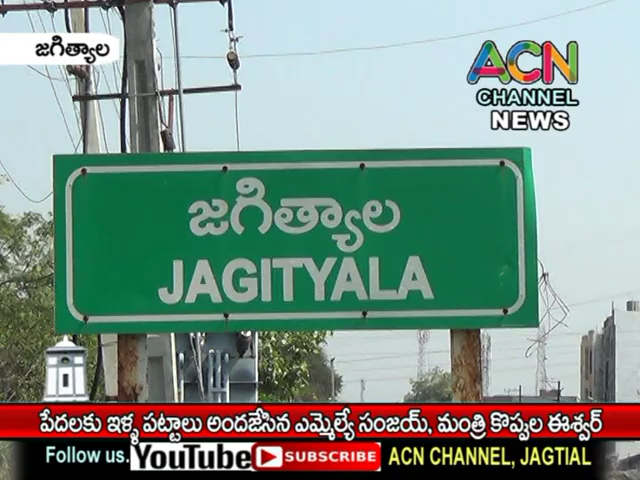 జగిత్యాల
ACN
CHANNEL
NEWS
జగిత్యాల
JAGITYALA
పేదలకు ఇళ్ళ పట్టాలు అందజేసిన ఎమ్మెల్యే సంజయ్, మంత్రి కొప్పుల ఈశ్వర్
Follow us. YouTube SUBSCRIBE ACN CHANNEL, JAGTIAL